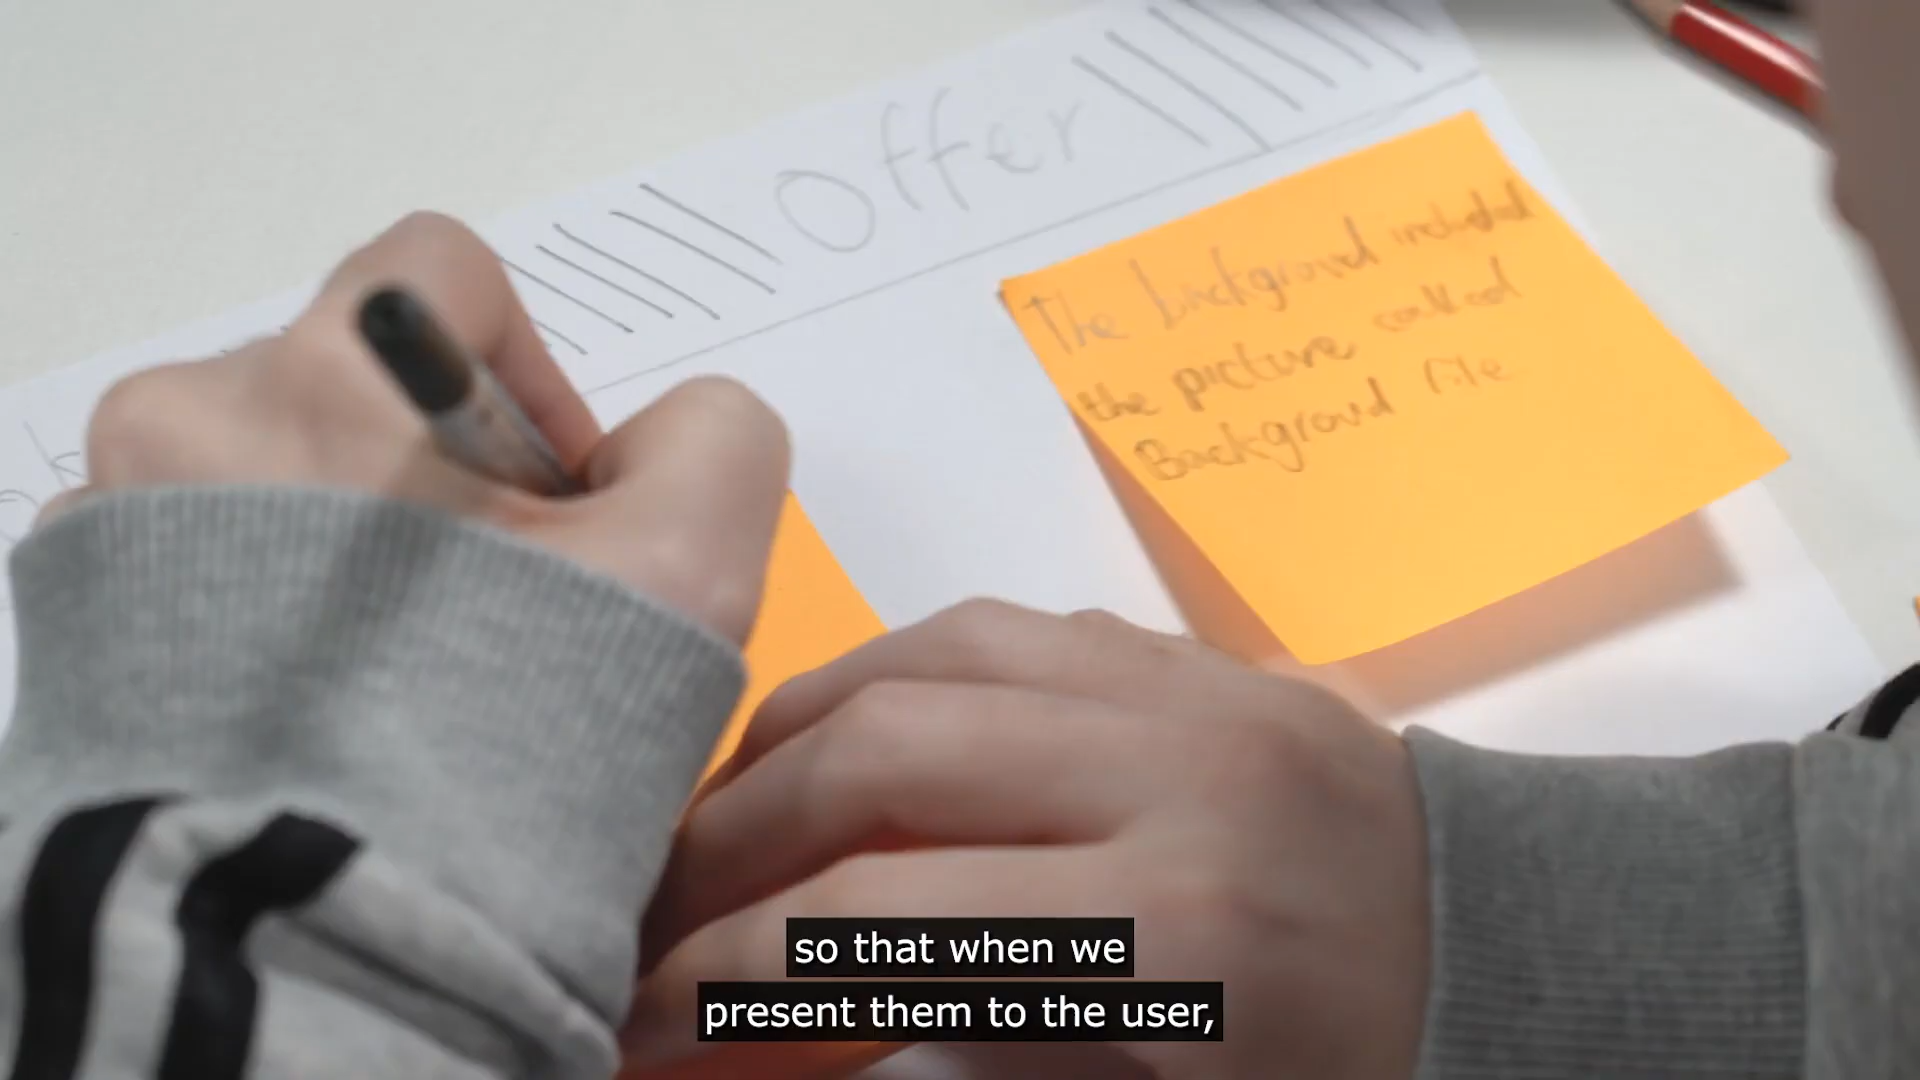 Offer
The background included
the picture called
Background file
so that when we
present them to the user,